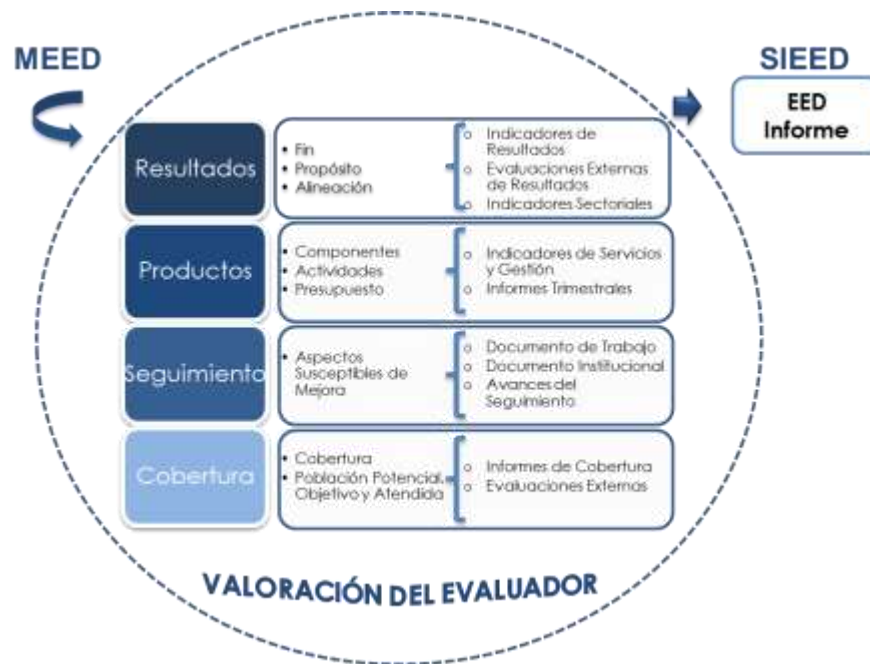 MEED
SIEED
EED
Informe
Resultados
• Fin
• Propósito
• Alineación
o Indicadores de
Resultados
o Evaluaciones Externas
de Resultados
o Indicadores Sectoriales
Productos
• Componentes
• Actividades
• Presupuesto
o Indicadores de Servicios
y Gestión
o Informes Trimestrales
Seguimiento
• Aspectos
Susceptibles de
Mejora
o Documento de Trabajo
o Documento Institucional
o Avances del
Seguimiento
Cobertura
• Cobertura
• Población Potencial,
Objetivo y Atendida
o Informes de Cobertura
o Evaluaciones Externas
VALORACIÓN DEL EVALUADOR